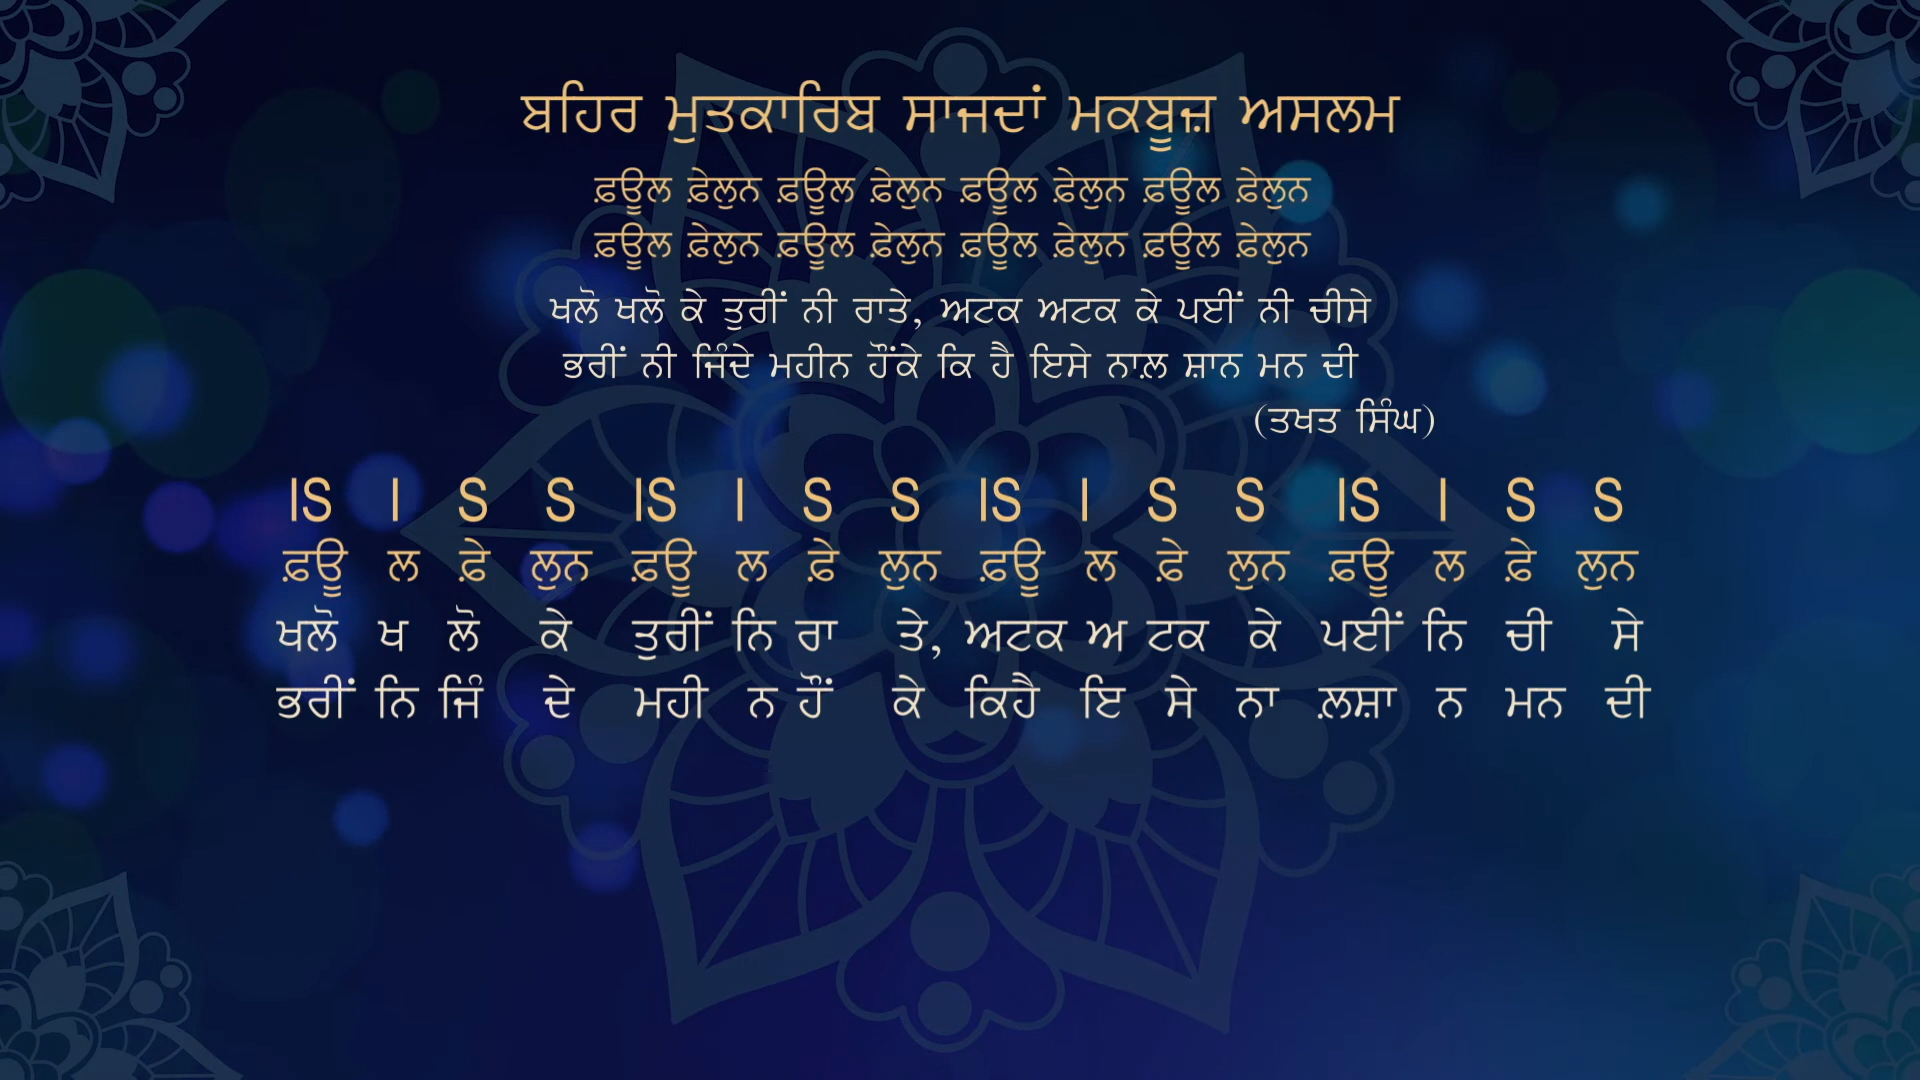 ਬਹਿਰ ਮੁਤਕਾਰਿਬ ਸਾਜਦਾਂ ਮਕਬੂਜ਼ ਅਸਲਮ
ਫ਼ਊਲ ਫ਼ੇਲੁਨ ਫ਼ਊਲ ਫ਼ੇਲੁਨ ਫ਼ਊਲ ਫ਼ੇਲੁਨ ਫ਼ਊਲ ਫ਼ੇਲੁਨ
ਫ਼ਊਲ ਫ਼ੇਲੁਨ ਫ਼ਊਲ ਫ਼ੇਲੁਨ ਫ਼ਊਲ ਫ਼ੇਲੁਨ ਫ਼ਊਲ ਫ਼ੇਲੁਨ
ਖਲੋ ਖਲੋ ਕੇ ਤੁਰੀਂ ਨੀ ਰਾਤੇ, ਅਟਕ ਅਟਕ ਕੇ ਪਈਂ ਨੀ ਚੀਸੇ
ਭਰੀਂ ਨੀ ਜਿੰਦੇ ਮਹੀਨ ਹੌਂਕੇ ਕਿ ਹੈ ਇਸੇ ਨਾਲ਼ ਸ਼ਾਨ ਮਨ ਦੀ
(ਤਖਤ ਸਿੰਘ)
IS I S S IS I S S IS I S S IS I S S
ਫ਼ਊ ਲ ਫ਼ੇ ਲੁਨ ਫ਼ਊ ਲ ਫ਼ੇ ਲੁਨ ਫ਼ਊ ਲ ਫ਼ੇ ਲੁਨ ਫ਼ਊ ਲ ਫ਼ੇ ਲੁਨ
ਖਲੋ ਖ ਲੋ ਕੇ ਤੁਰੀਂ ਨਿ ਰਾ ਤੇ, ਅਟਕ ਅ ਟਕ ਕੇ ਪਈਂ ਨਿ ਚੀ ਸੇ
ਭਰੀਂ ਨਿ ਜਿੰ ਦੇ ਮਹੀ ਨ ਹੌਂ ਕੇ ਕਿਹੈ ਇ ਸੇ ਨਾ ਲ਼ਸ਼ਾ ਨ ਮਨ ਦੀ